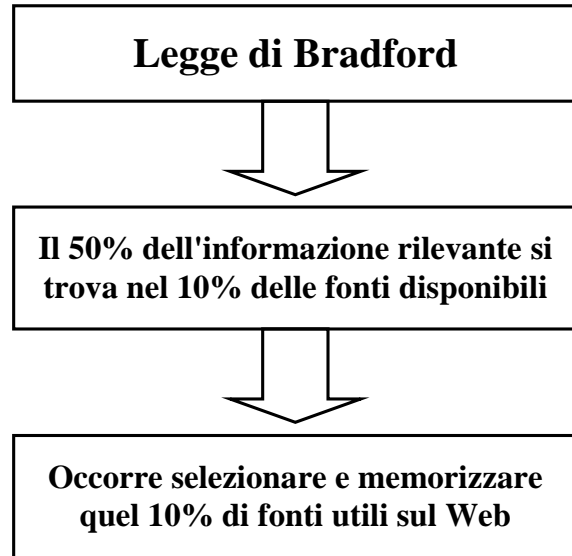 Legge di Bradford
Il 50% dell'informazione rilevante si
trova nel 10% delle fonti disponibili
Occorre selezionare e memorizzare
quel 10% di fonti utili sul Web